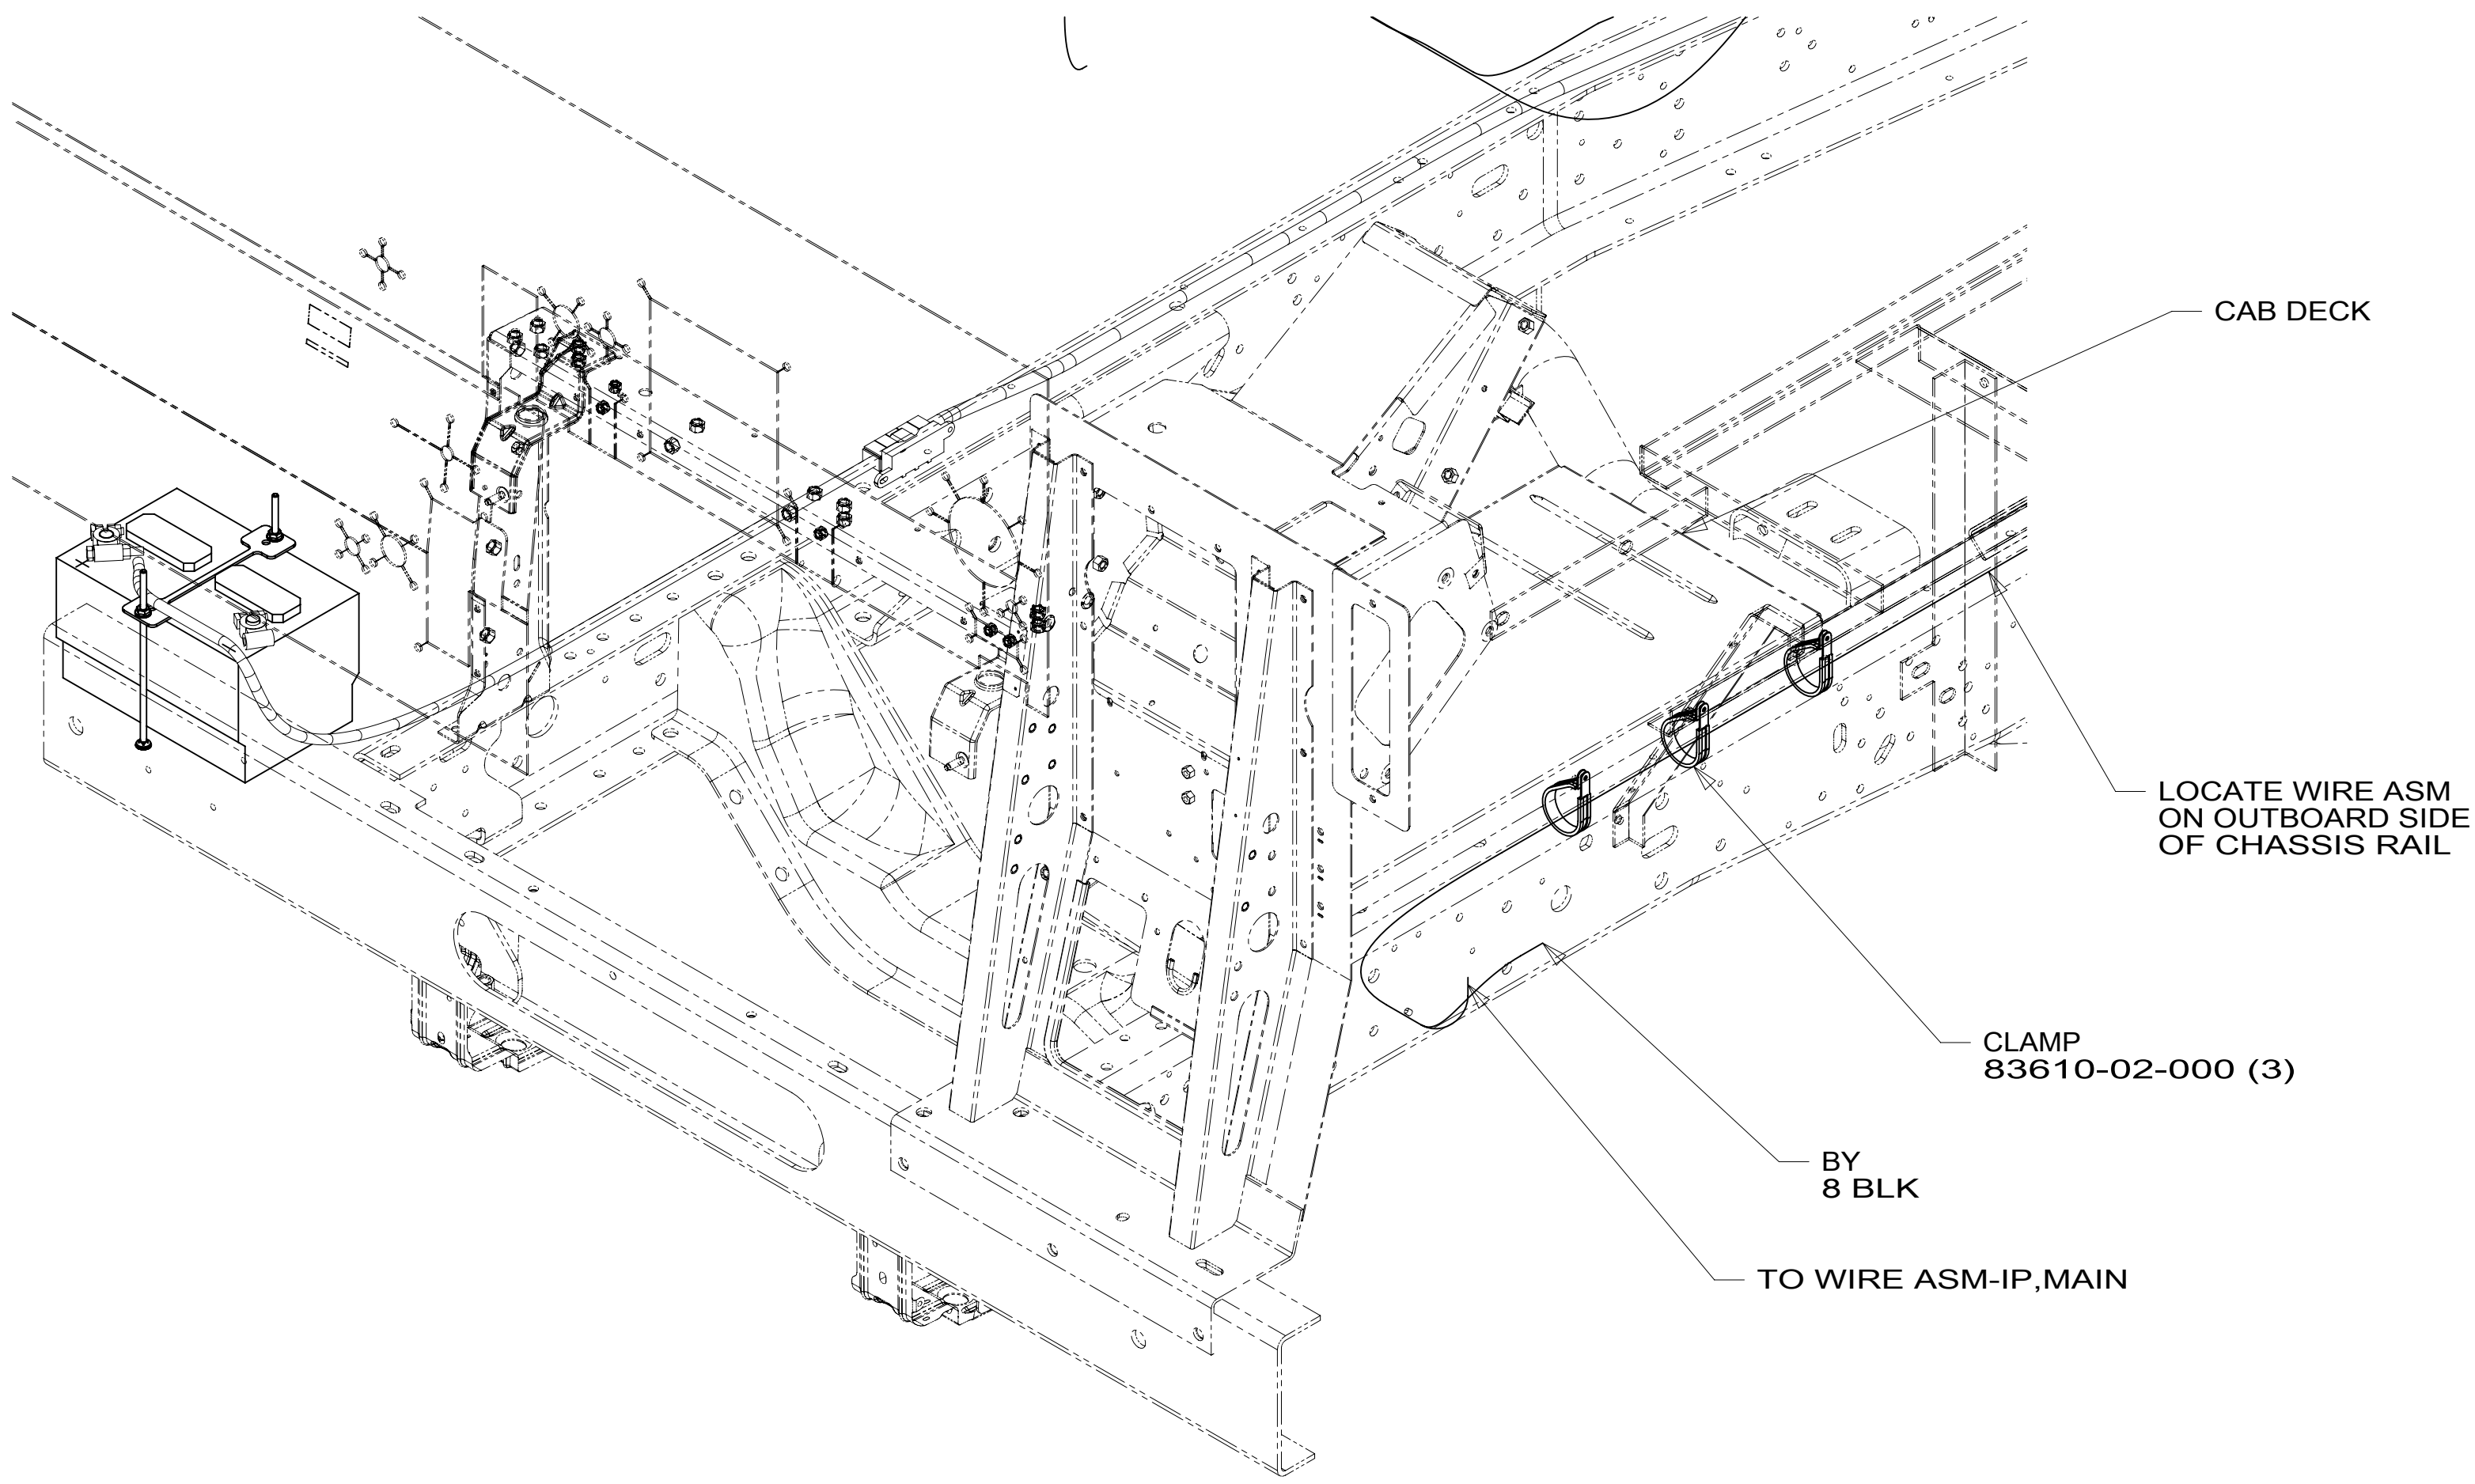 CAB DECK
LOCATE WIRE ASM
ON OUTBOARD SIDE
OF CHASSIS RAIL
CLAMP
83610-02-000 (3)
BY
8 BLK
TO WIRE ASM-IP,MAIN